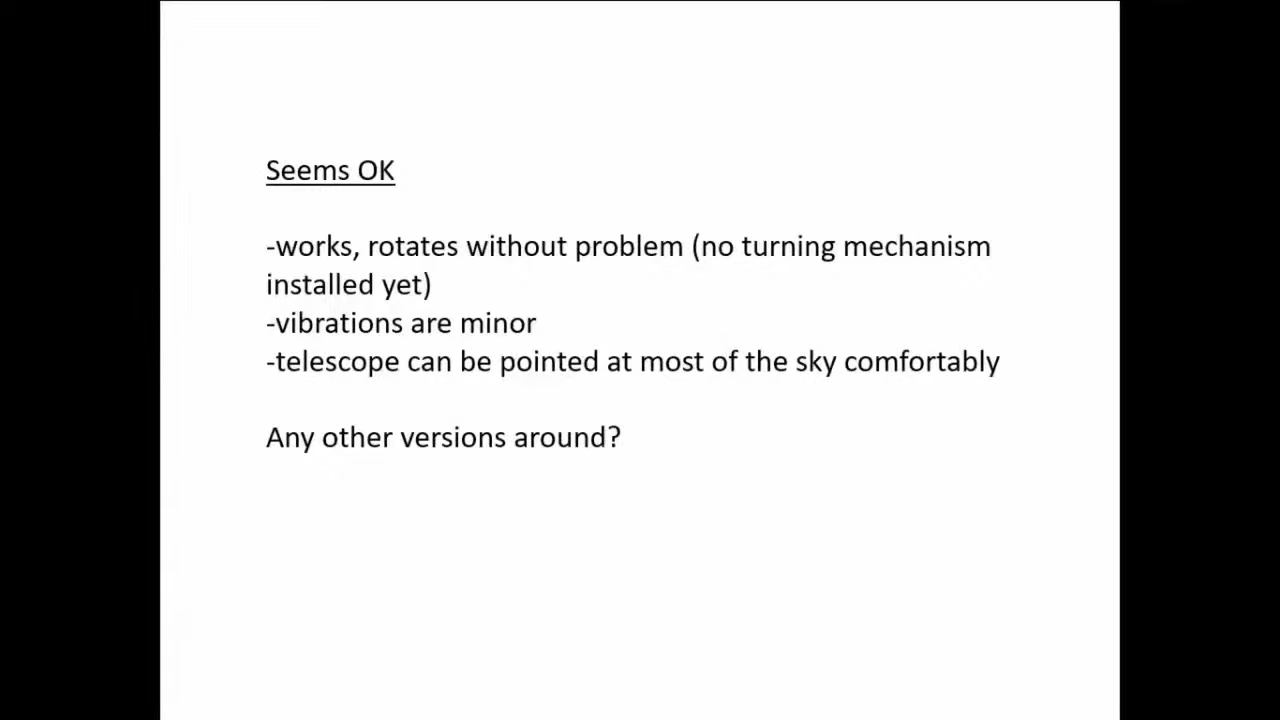 Seems OK
-works, rotates without problem (no turning mechanism
installed yet)
-vibrations are minor
-telescope can be pointed at most of the sky comfortably
Any other versions around?